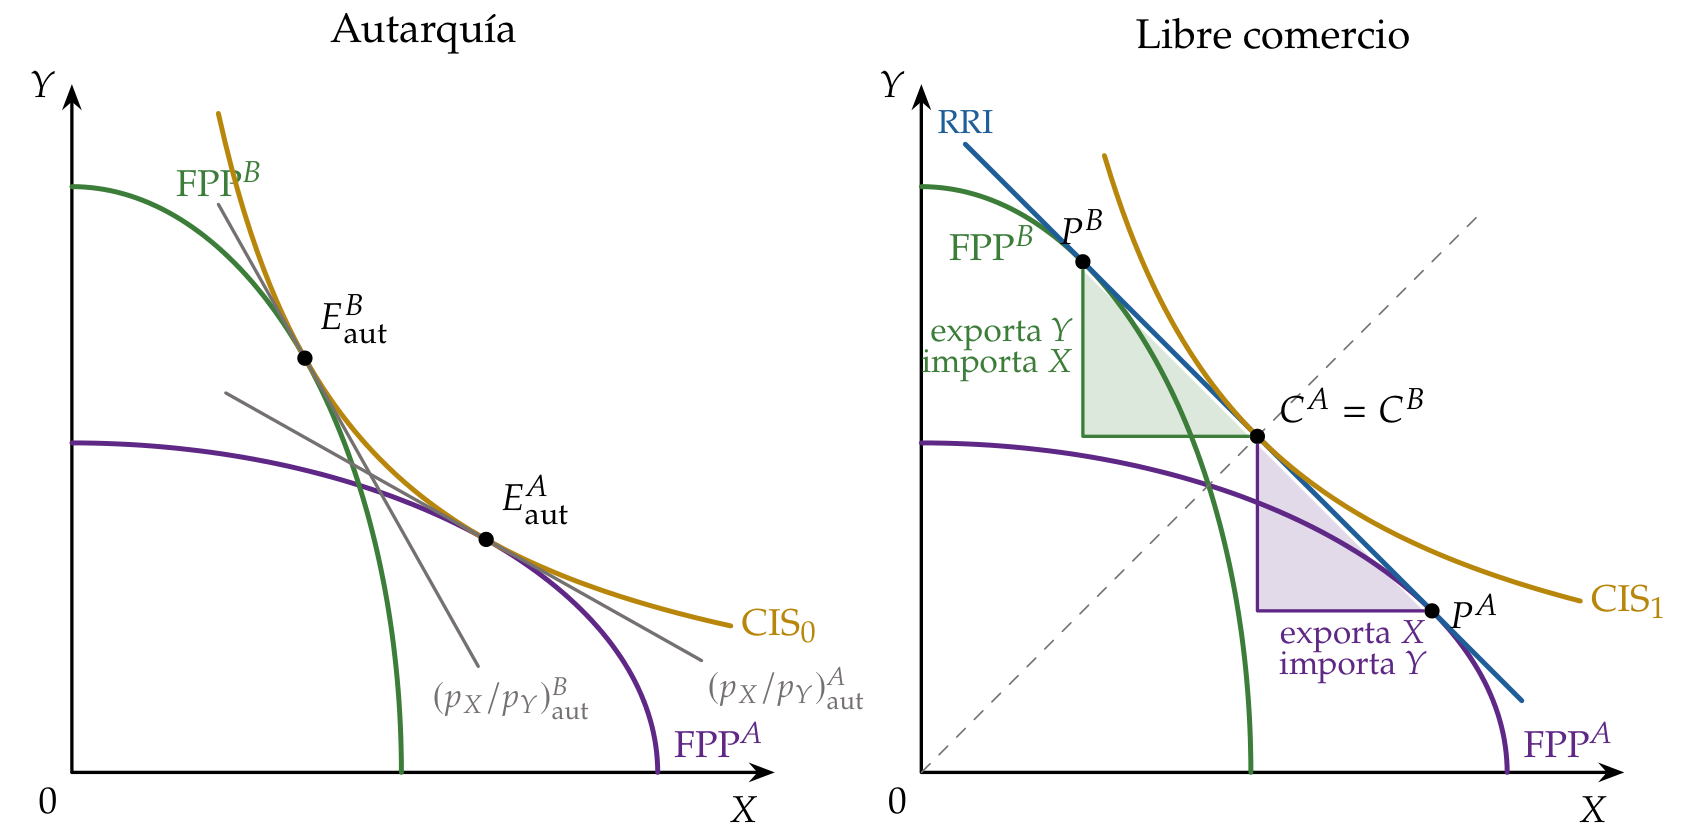 Autarquía
Y
FPP^B
E^B_aut
E^A_aut
CIS_0
(p_X/p_Y)^B_aut
(p_X/p_Y)^A_aut
FPP^A
0
X
Libre comercio
Y
RRI
P^B
FPP^B
exporta Y
importa X
C^A = C^B
CIS_1
P^A
exporta X
importa Y
FPP^A
0
X